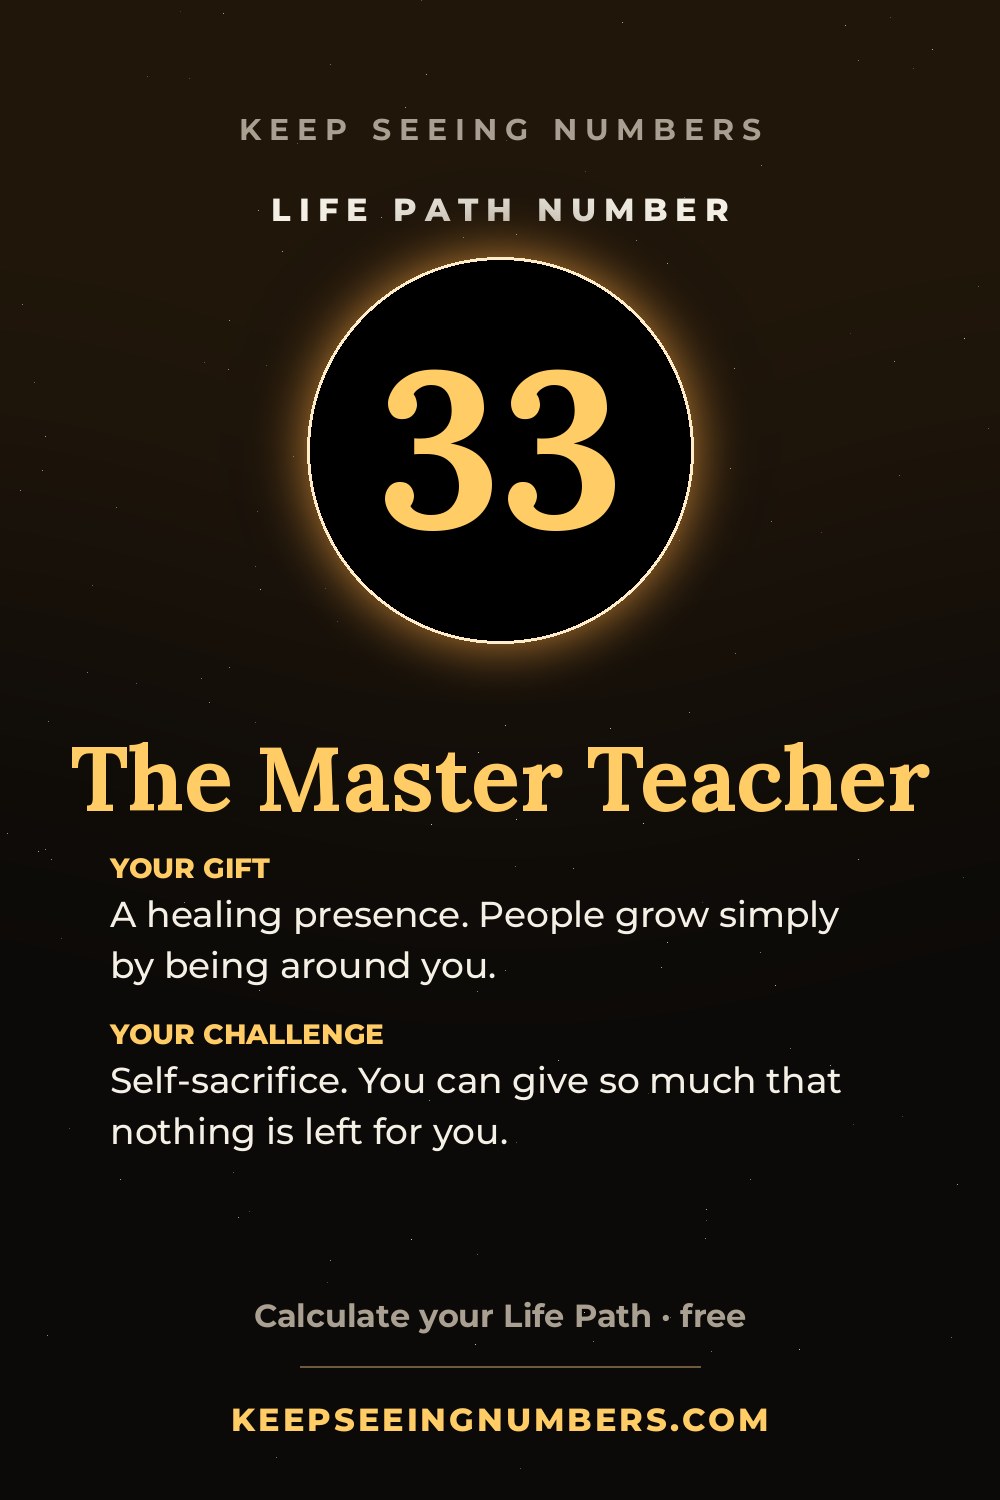 KEEP SEEING NUMBERS
LIFE PATH NUMBER
33
The Master Teacher
YOUR GIFT
A healing presence. People grow simply
by being around you.
YOUR CHALLENGE
Self-sacrifice. You can give so much that
nothing is left for you.
Calculate your Life Path · free
KEEPSEEINGNUMBERS.COM